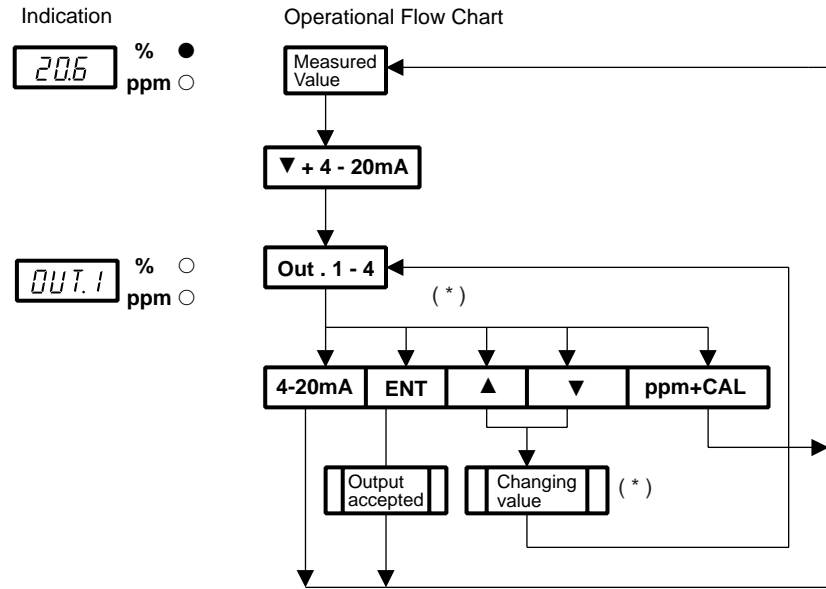 Indication
Operational Flow Chart
20.6
%
ppm
Measured
Value
▼ + 4 - 20mA
OUT. 1
%
ppm
Out . 1 - 4
( * )
4-20mA
ENT
▲
▼
ppm+CAL
Output
accepted
Changing
value
( * )